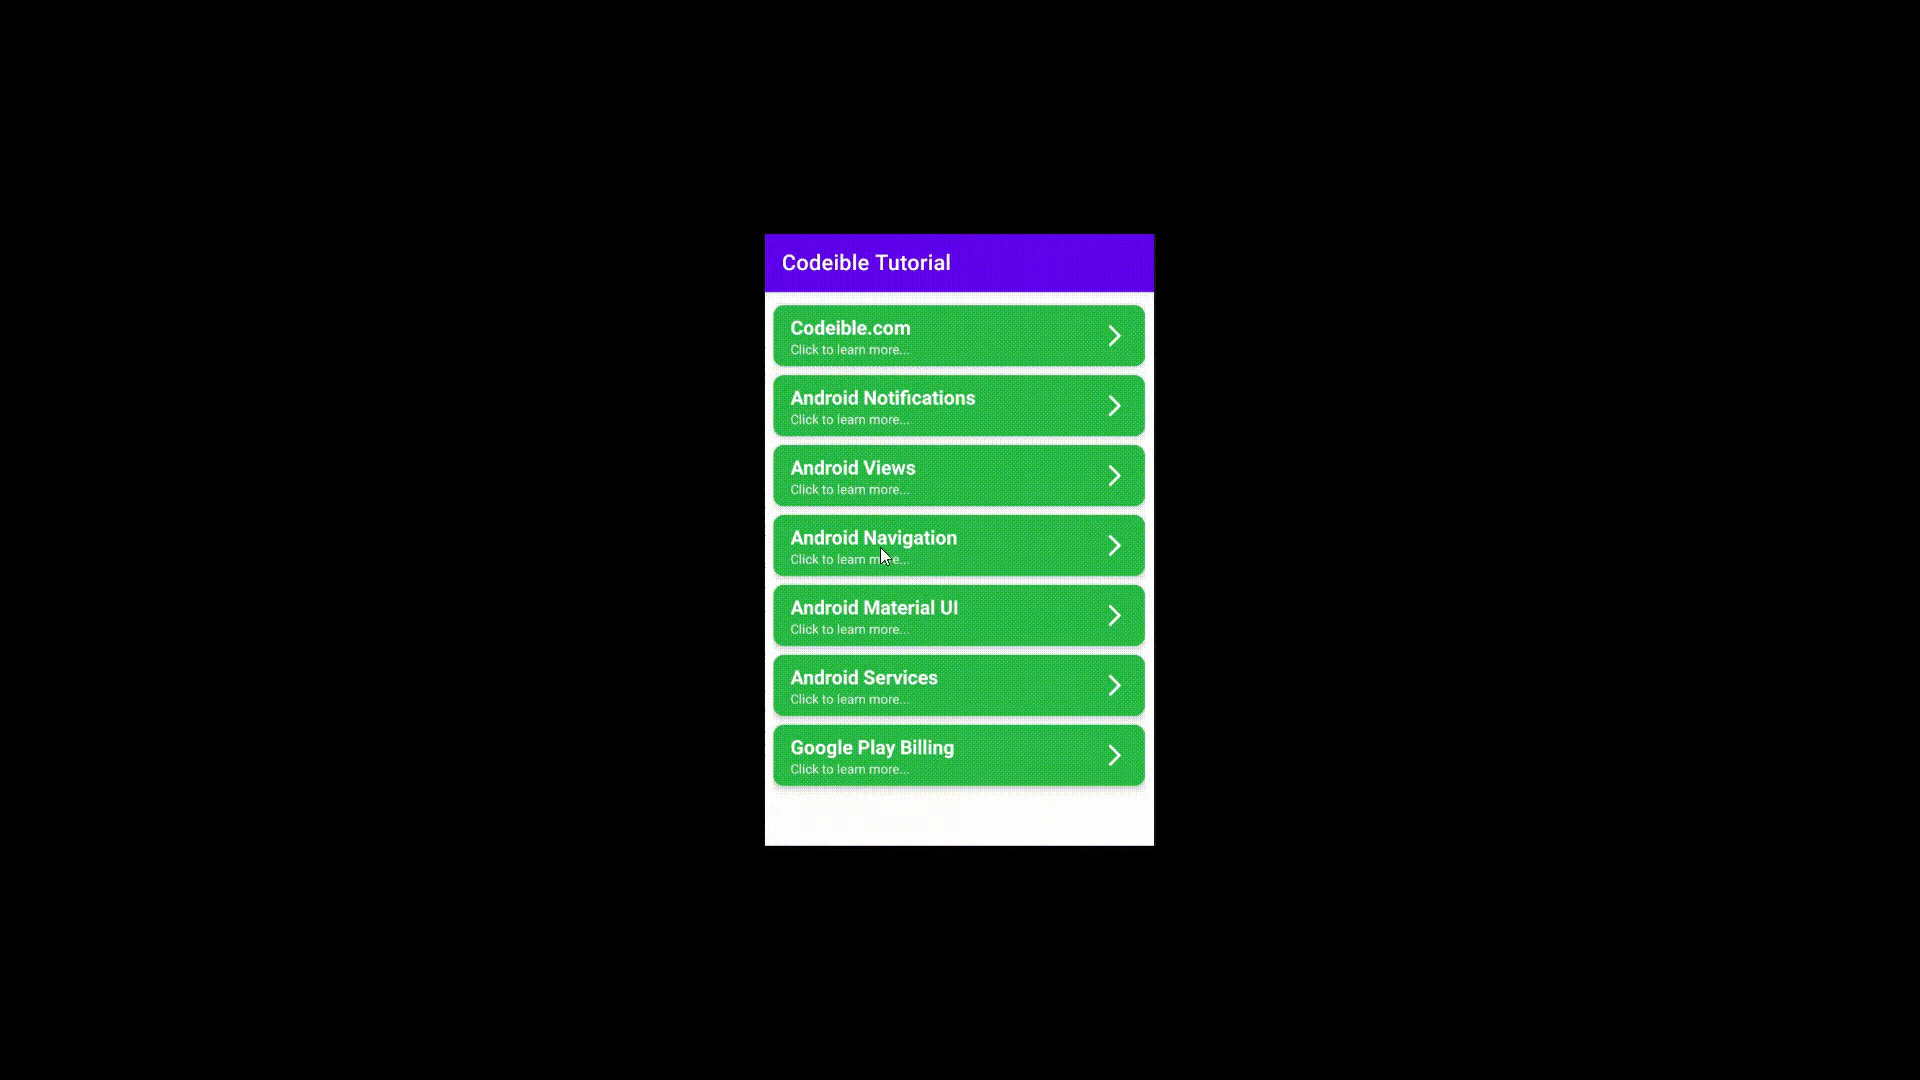 Codeible Tutorial
Codeible.com
Click to learn more...
Android Notifications
Click to learn more...
Android Views
Click to learn more...
Android Navigation
Click to learn more...
Android Material UI
Click to learn more...
Android Services
Click to learn more...
Google Play Billing
Click to learn more...